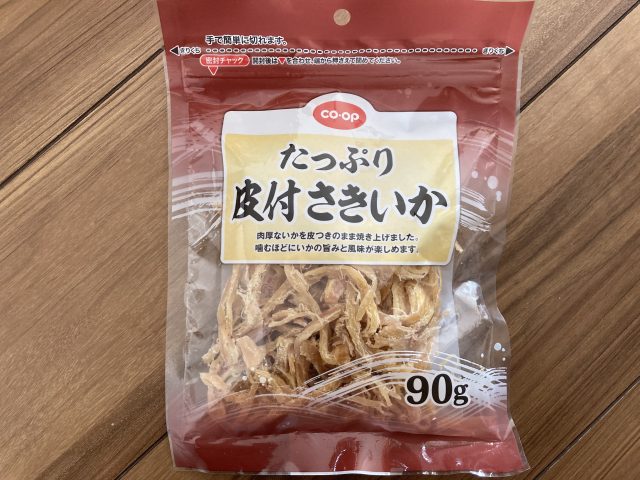 手で簡単に切れます。
きりくち
きりくち
密封チャック
開封後は▼を合わせ、端から押さえて閉めてください。
co-op
たっぷり
皮付さきいか
肉厚ないかを皮つきのまま焼き上げました。
噛むほどにいかの旨みと風味が楽しめます。
90g